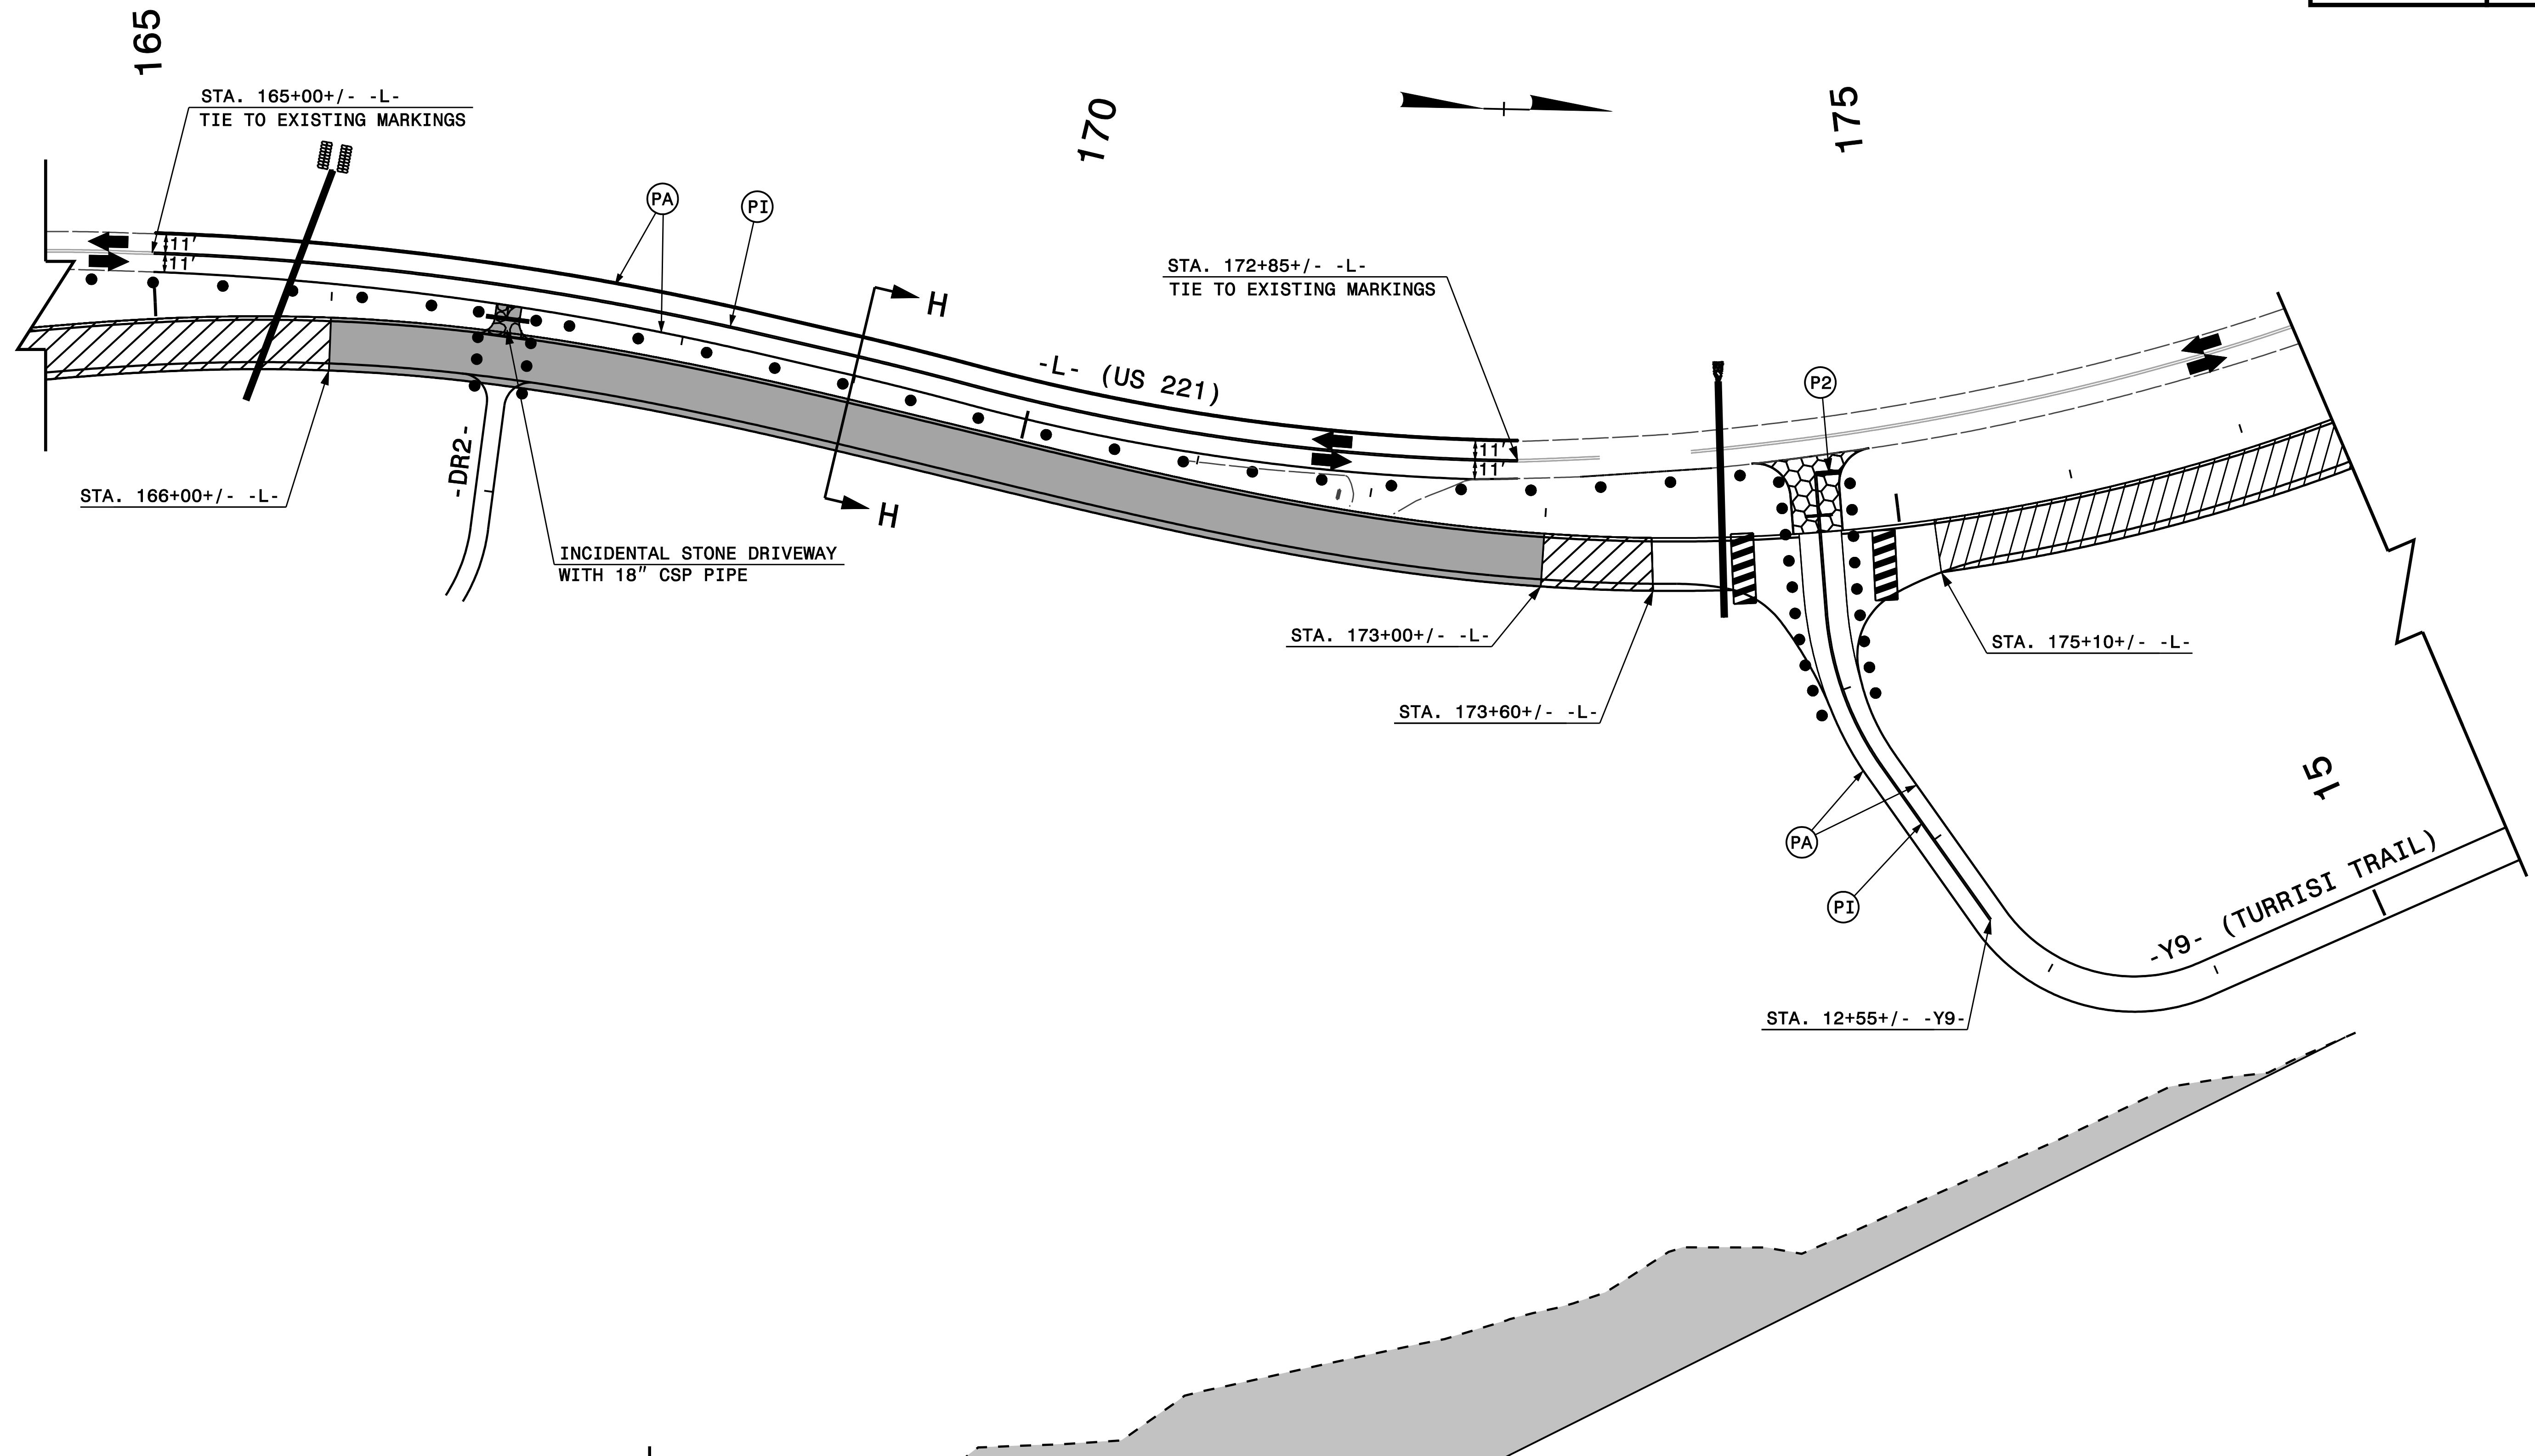 165
STA. 165+00+/- -L-
TIE TO EXISTING MARKINGS
170
175
PA
PI
11'
11'
H
STA. 172+85+/- -L-
TIE TO EXISTING MARKINGS
-L- (US 221)
P2
11'
11'
-DR2-
STA. 166+00+/- -L-
H
INCIDENTAL STONE DRIVEWAY
WITH 18" CSP PIPE
STA. 173+00+/- -L-
STA. 175+10+/- -L-
STA. 173+60+/- -L-
15
PA
PI
-Y9- (TURRISI TRAIL)
STA. 12+55+/- -Y9-